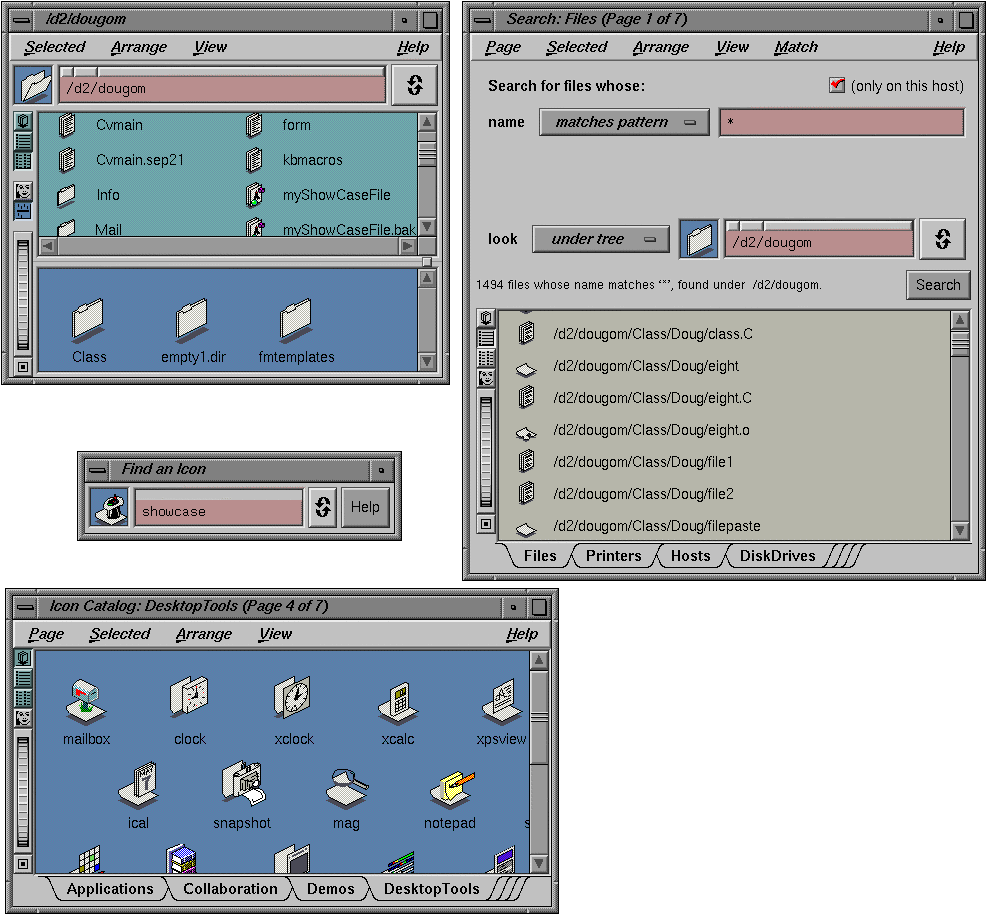 /d2/dougom
Selected Arrange View Help
/d2/dougom
Cvmain form
Cvmain.sep21 kbmacros
Info myShowCaseFile
Mail myShowCaseFile.bak
Class empty1.dir fmtemplates
Search: Files (Page 1 of 7)
Page Selected Arrange View Match Help
Search for files whose: (only on this host)
name matches pattern *
look under tree /d2/dougom
1494 files whose name matches ‘*’, found under /d2/dougom. Search
/d2/dougom/Class/Doug/class.C
/d2/dougom/Class/Doug/eight
/d2/dougom/Class/Doug/eight.C
/d2/dougom/Class/Doug/eight.o
/d2/dougom/Class/Doug/file1
/d2/dougom/Class/Doug/file2
/d2/dougom/Class/Doug/filepaste
Files Printers Hosts DiskDrives
Find an Icon
showcase Help
Icon Catalog: DesktopTools (Page 4 of 7)
Page Selected Arrange View Help
mailbox clock xclock xcalc xpsview
MAY
7
ical snapshot mag notepad s
Applications Collaboration Demos DesktopTools